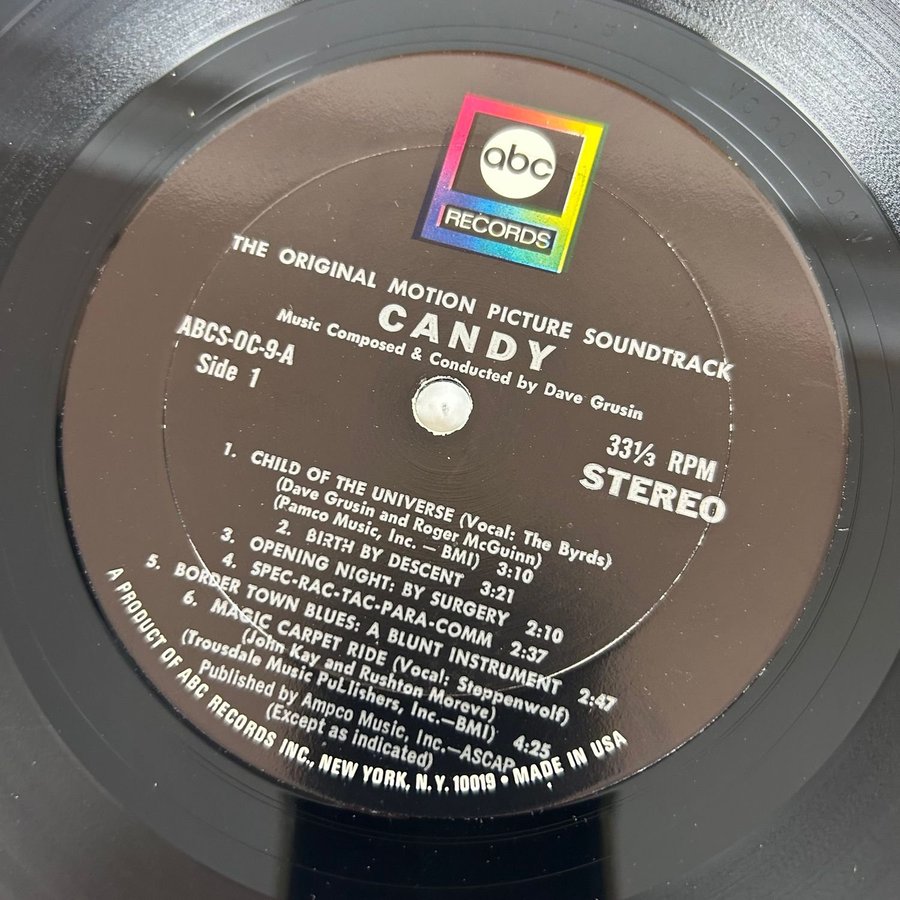 abc
RECORDS
THE ORIGINAL MOTION PICTURE SOUNDTRACK
CANDY
Music Composed & Conducted by Dave Grusin
ABCS-OC-9-A
Side 1
33⅓ RPM
STEREO
1. CHILD OF THE UNIVERSE (Vocal: The Byrds)
(Dave Grusin and Roger McGuinn)
(Pamco Music, Inc. — BMI) 3:10
2. BIRTH BY DESCENT 3:21
3. OPENING NIGHT: BY SURGERY 2:10
4. SPEC-RAC-TAC-PARA-COMM 2:37
5. BORDER TOWN BLUES: A BLUNT INSTRUMENT 2:47
6. MAGIC CARPET RIDE (Vocal: Steppenwolf)
(John Kay and Rushton Moreve)
(Trousdale Music PuLlishers, Inc.—BMI) 4:25
Published by Ampco Music, Inc.—ASCAP
(Except as indicated)
A PRODUCT OF ABC RECORDS INC., NEW YORK, N.Y. 10019 • MADE IN USA